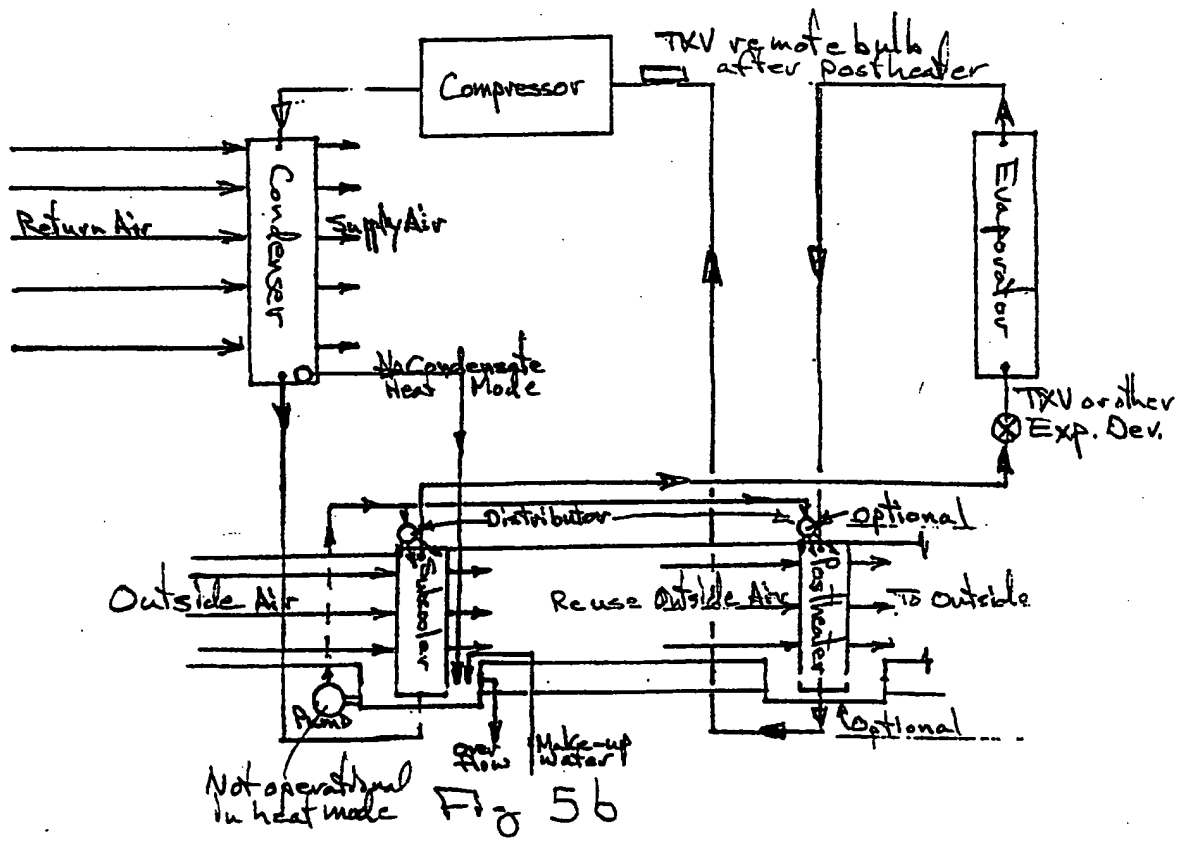 TXV remote bulb
after postheater
Compressor
Condenser
Return Air
Supply Air
Evaporator
No Condensate
Heat Mode
TXV or other
Exp. Dev.
Distributor
Optional
Outside Air
Subcooler
Reuse Outside Air
Postheater
To Outside
Pump
Over
flow
Make-up
Water
Optional
Not operational
in heat mode
Fig 5b